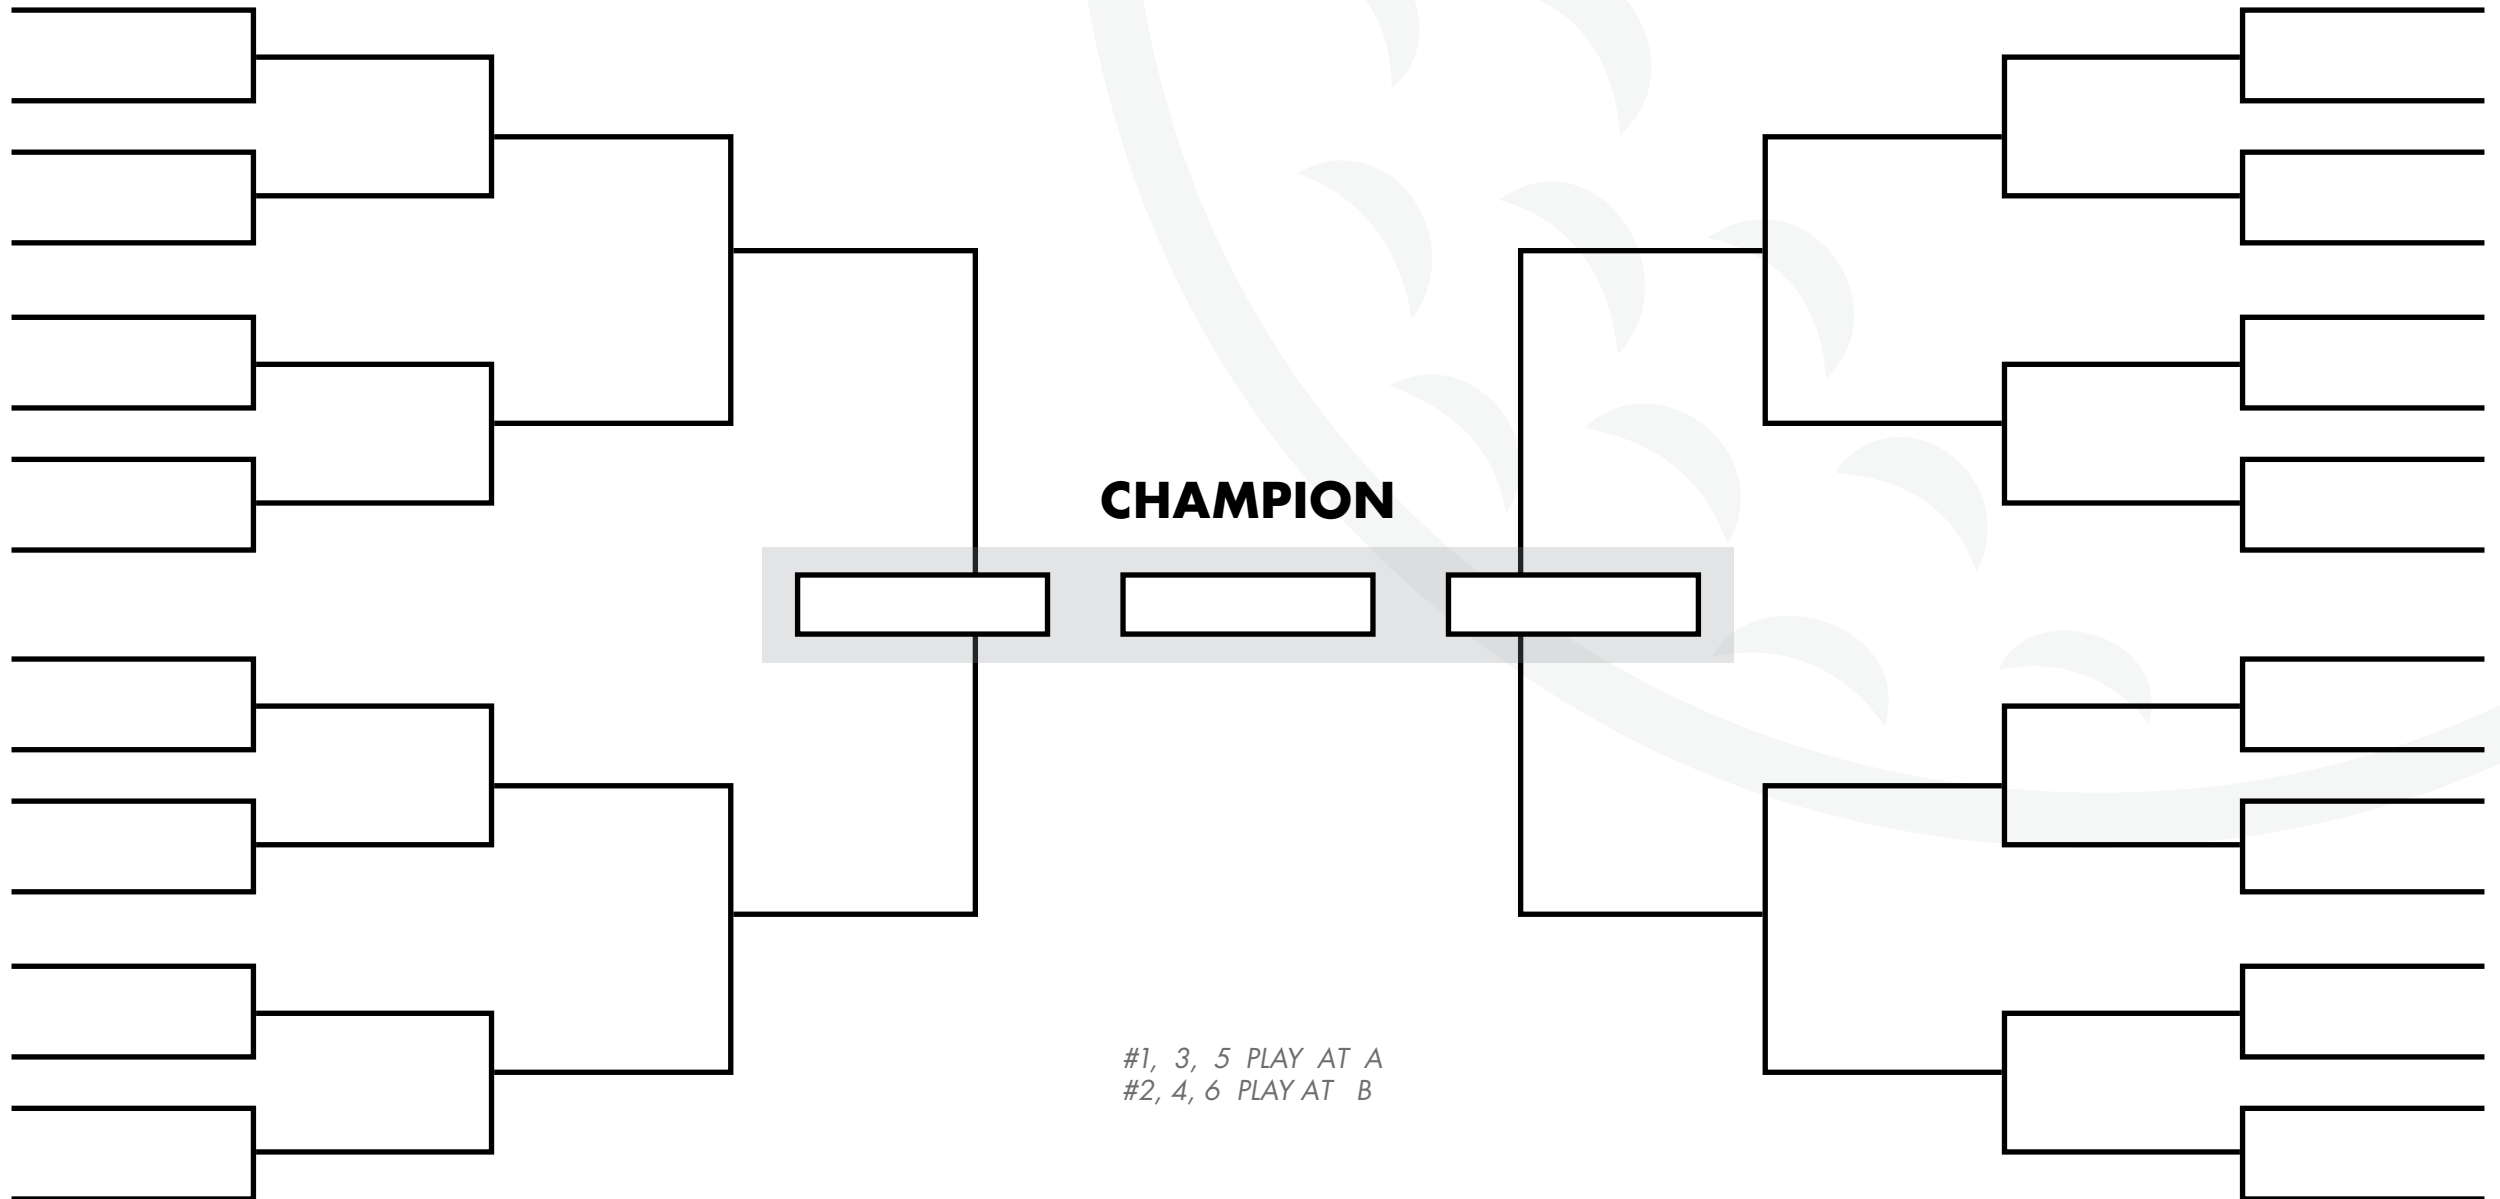 CHAMPION
#1, 3, 5 PLAY AT A
#2, 4, 6 PLAY AT B